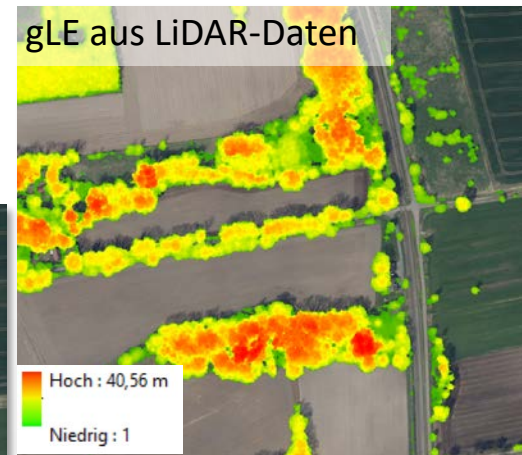 gLE aus LiDAR-Daten
Hoch : 40,56 m
Niedrig : 1